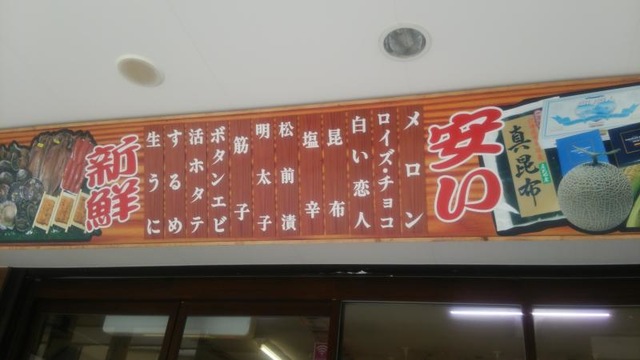 安い
メロン
ロイズ・チョコ
白い恋人
昆布
塩辛
松前漬
明太子
筋子
ボタンエビ
活ホタテ
するめ
生うに
新鮮
真昆布